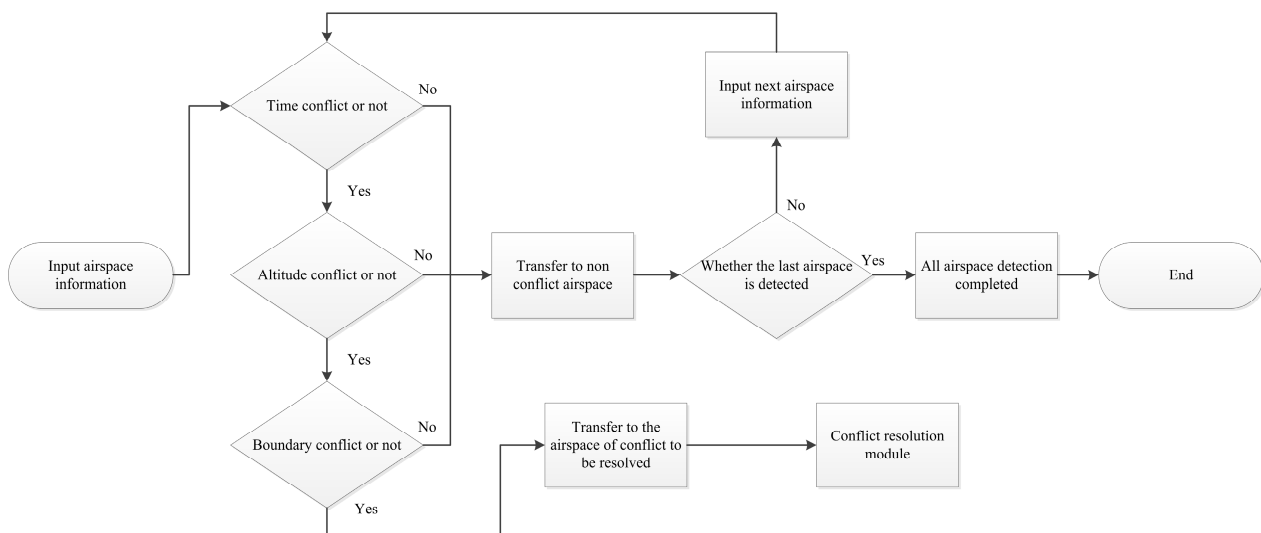 Input airspace
information
Time conflict or not
No
Yes
Altitude conflict or not
No
Yes
Boundary conflict or not
No
Yes
Transfer to non
conflict airspace
Whether the last airspace
is detected
No
Input next airspace
information
Yes
All airspace detection
completed
End
Transfer to the
airspace of conflict to
be resolved
Conflict resolution
module